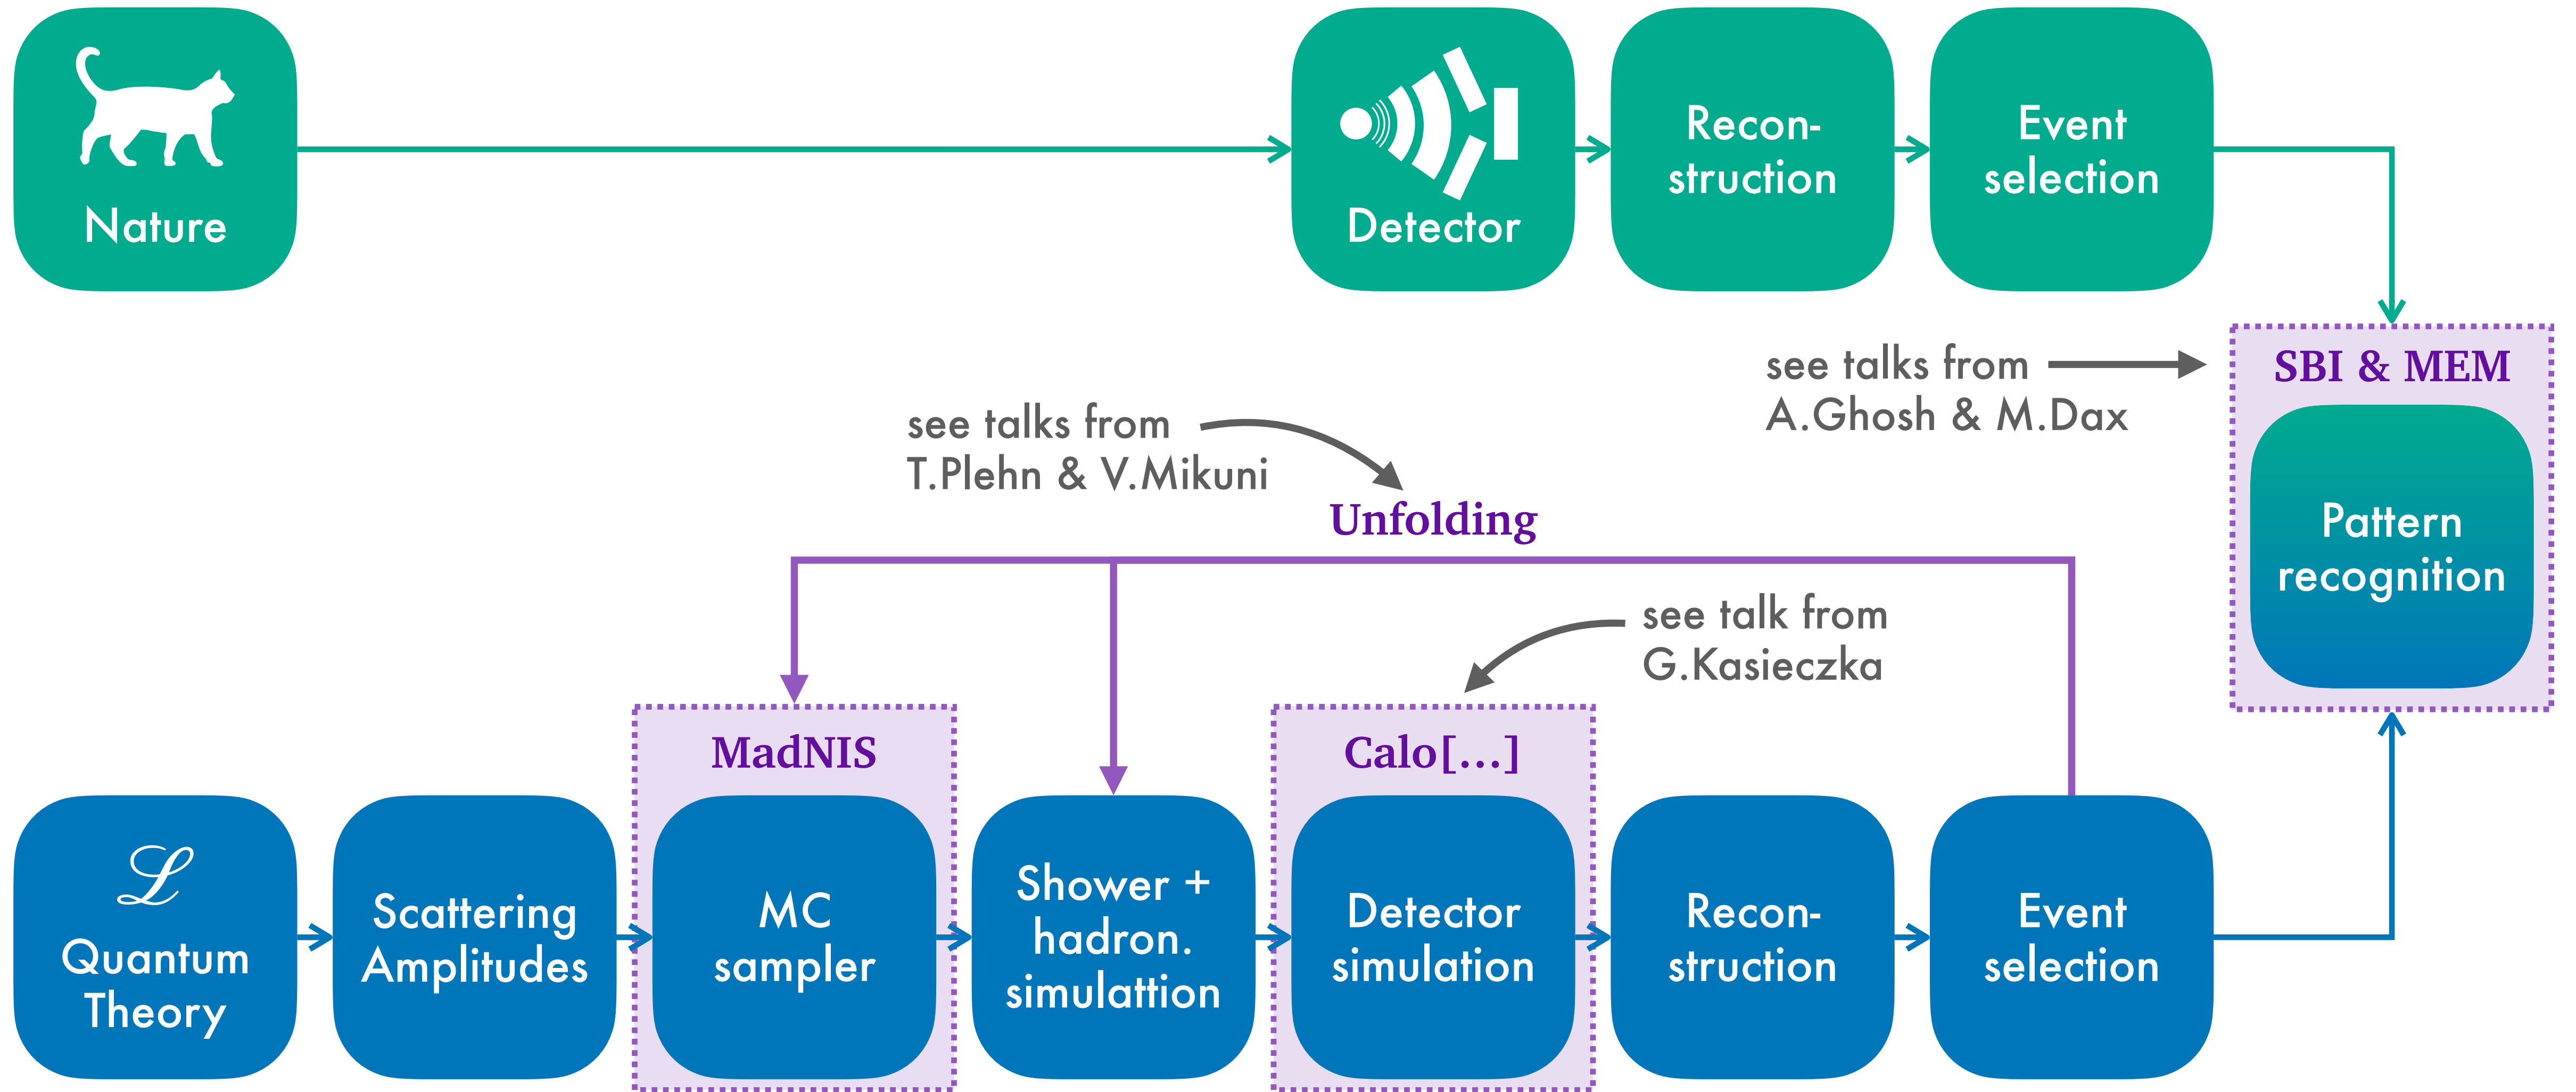 Nature
Detector
Recon-
struction
Event
selection
see talks from
A.Ghosh & M.Dax
SBI & MEM
Pattern
recognition
see talks from
T.Plehn & V.Mikuni
Unfolding
see talk from
G.Kasieczka
MadNIS
Calo[...]
ℒ
Quantum
Theory
Scattering
Amplitudes
MC
sampler
Shower +
hadron.
simulattion
Detector
simulation
Recon-
struction
Event
selection